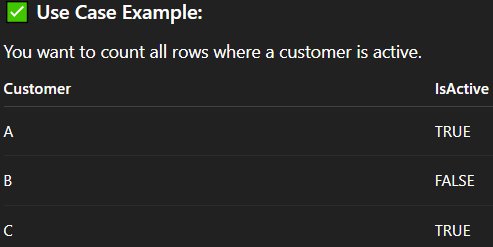 ✅ Use Case Example:
You want to count all rows where a customer is active.
Customer IsActive
A TRUE
B FALSE
C TRUE